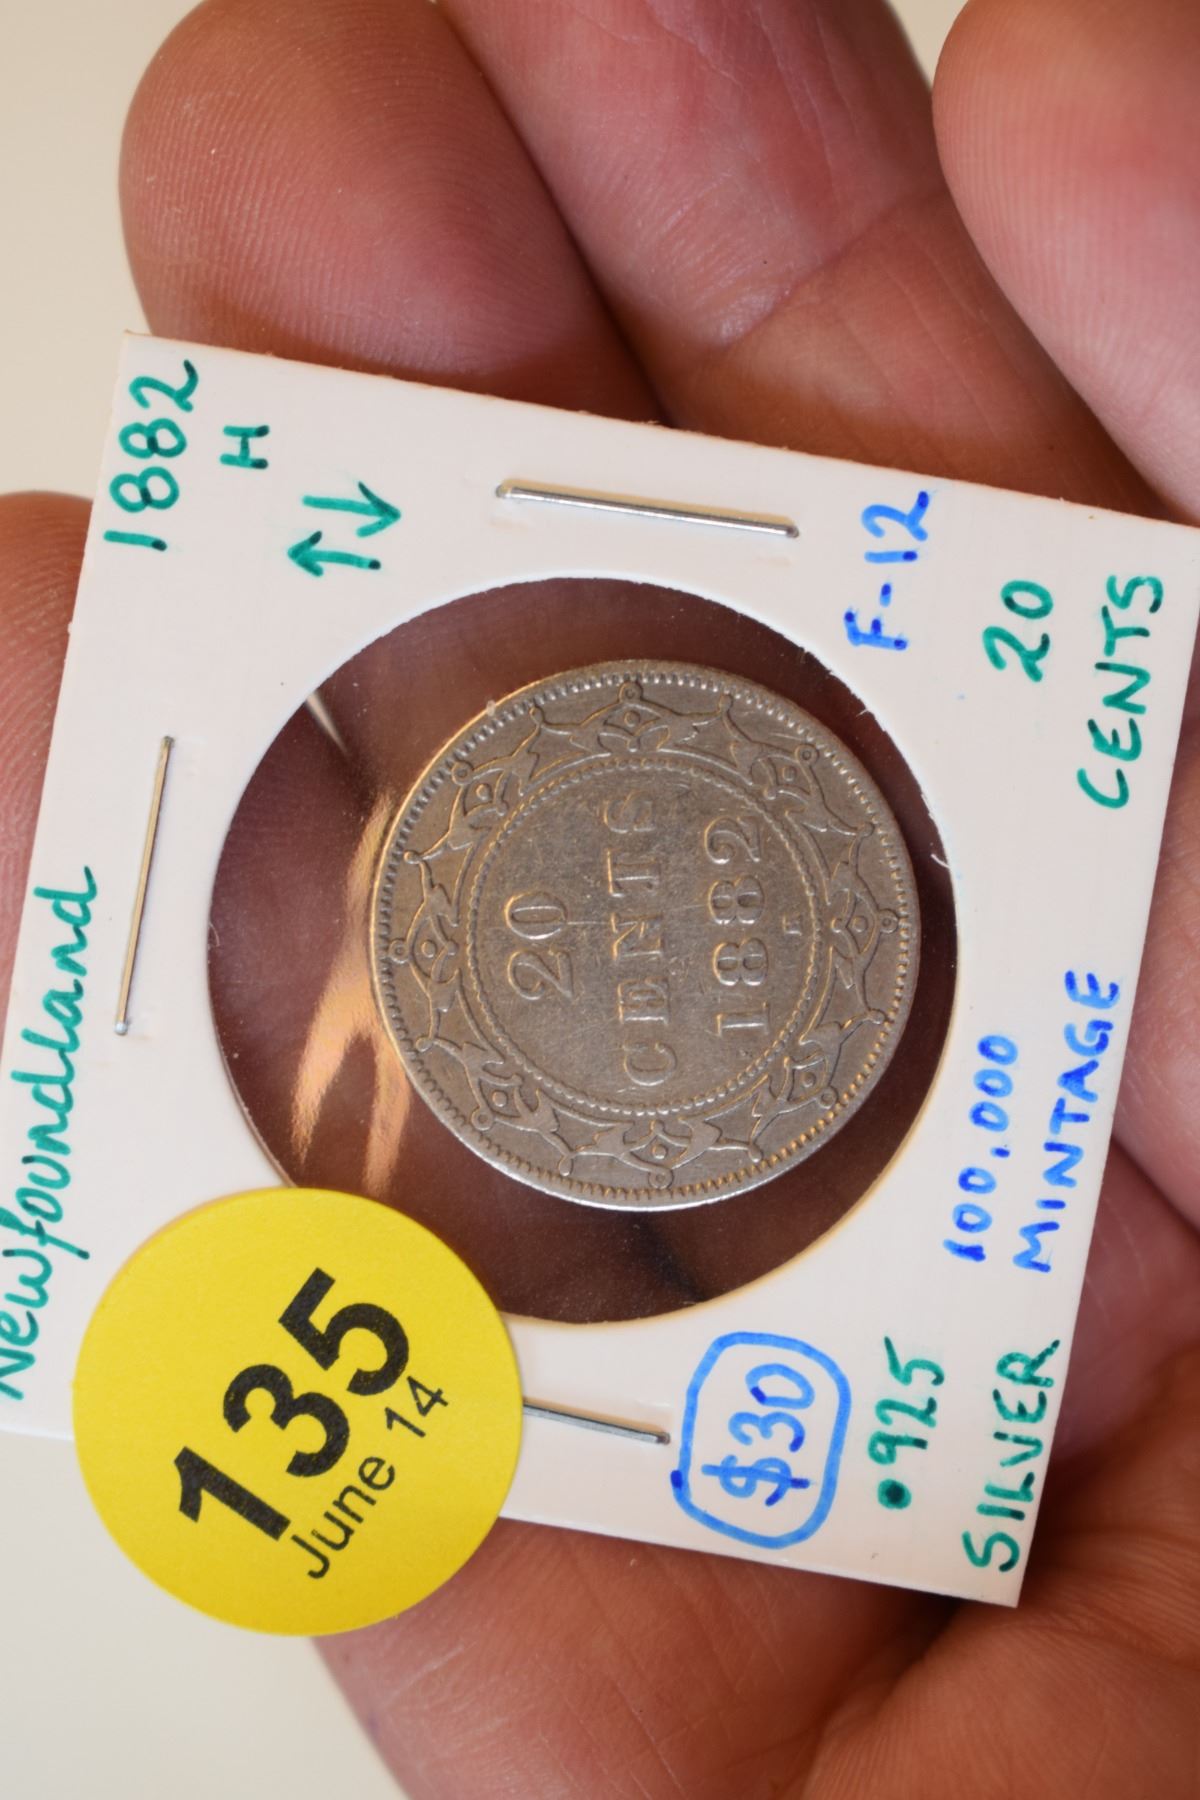 Newfoundland
1882
H
↑↓
F-12
20
CENTS
20
CENTS
1882
H
100.000
MINTAGE
$30
.925
SILVER
135
June 14